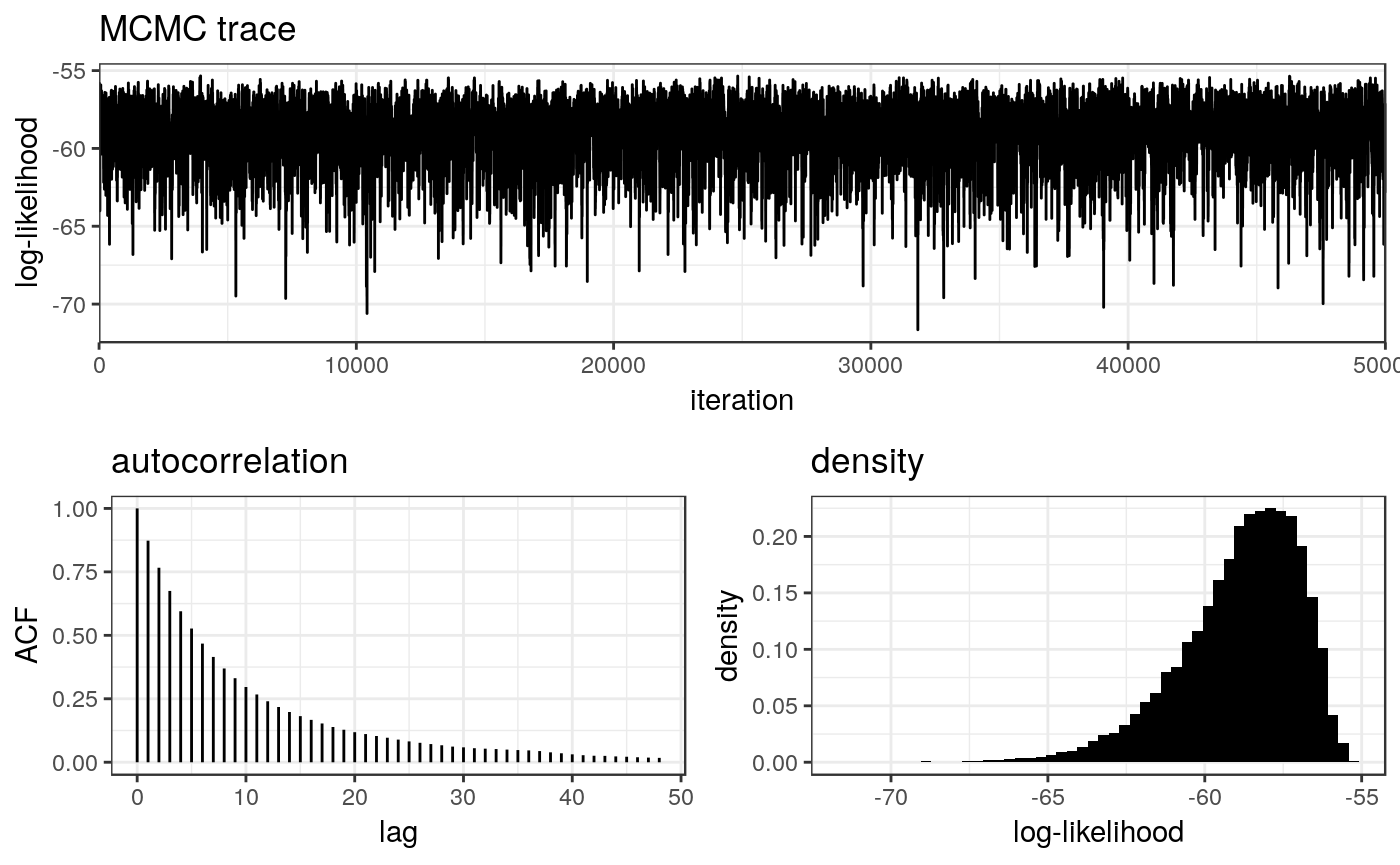 MCMC trace
log-likelihood
-55
-60
-65
-70
0 10000 20000 30000 40000 5000
iteration
autocorrelation
ACF
1.00
0.75
0.50
0.25
0.00
0 10 20 30 40 50
lag
density
density
0.20
0.15
0.10
0.05
0.00
-70 -65 -60 -55
log-likelihood